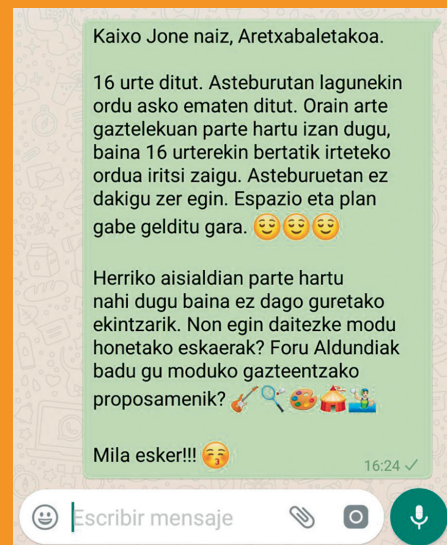 Kaixo Jone naiz, Aretxabaletakoa.
16 urte ditut. Asteburutan lagunekin
ordu asko ematen ditut. Orain arte
gaztelekuan parte hartu izan dugu,
baina 16 urterekin bertatik irteteko
ordua iritsi zaigu. Asteburuetan ez
dakigu zer egin. Espazio eta plan
gabe gelditu gara. 😌😌😌
Herriko aisialdian parte hartu
nahi dugu baina ez dago guretako
ekintzarik. Non egin daitezke modu
honetako eskaerak? Foru Aldundiak
badu gu moduko gazteentzako
proposamenik? 🎸🎾🎨🎪🤽
Mila esker!!! 😚
16:24 ✓
Escribir mensaje